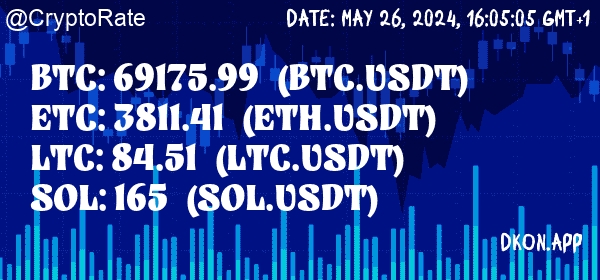 @CryptoRate
DATE: MAY 26, 2024, 16:05:05 GMT+1
BTC: 69175.99 (BTC.USDT)
ETC: 3811.41 (ETH.USDT)
LTC: 84.51 (LTC.USDT)
SOL: 165 (SOL.USDT)
DKON.APP